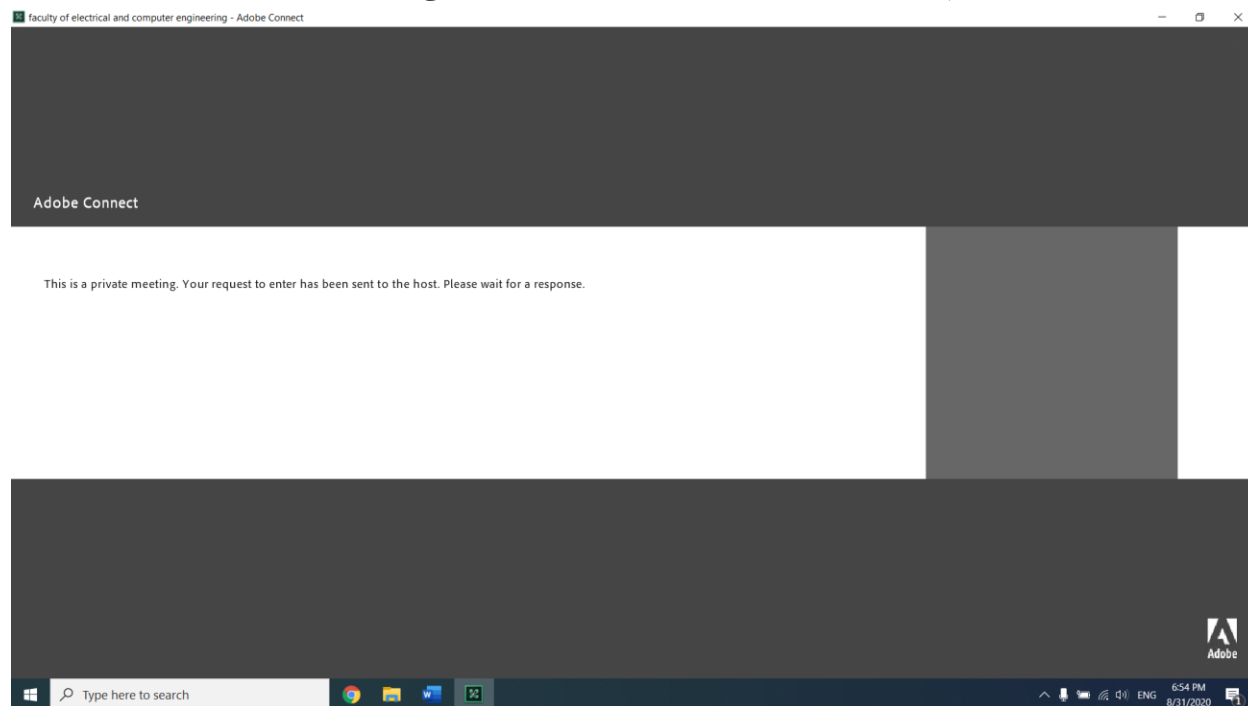 faculty of electrical and computer engineering - Adobe Connect
Adobe Connect
This is a private meeting. Your request to enter has been sent to the host. Please wait for a response.
Adobe
Type here to search
ENG
6:54 PM
8/31/2020
1